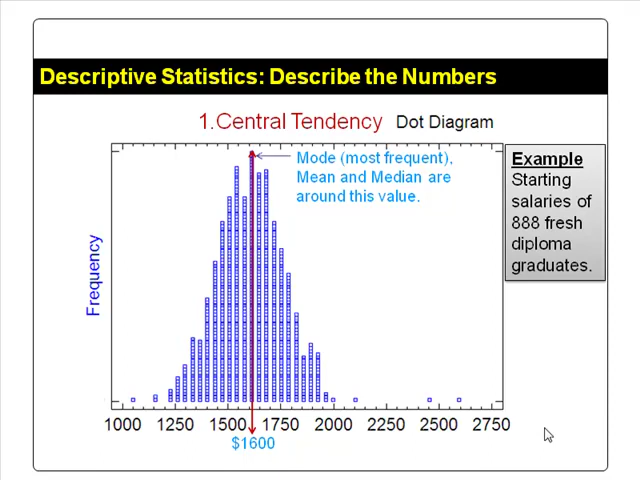 Descriptive Statistics: Describe the Numbers
1.Central Tendency Dot Diagram
Mode (most frequent),
Mean and Median are
around this value.
Example
Starting
salaries of
888 fresh
diploma
graduates.
Frequency
1000 1250 1500 1750 2000 2250 2500 2750
$1600